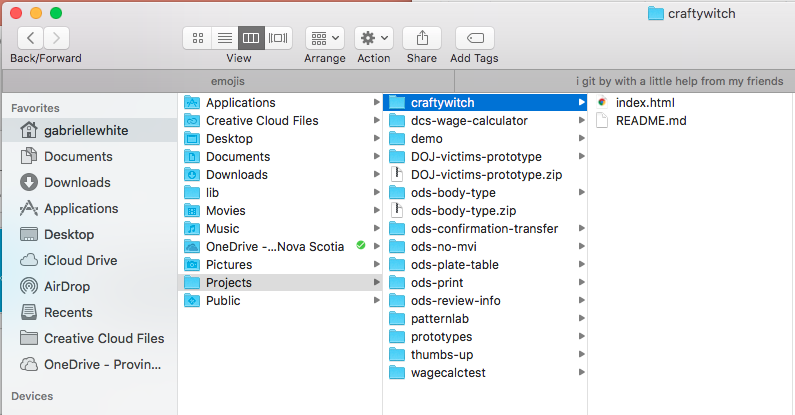 craftywitch
Back/Forward
View
Arrange
Action
Share
Add Tags
emojis
i git by with a little help from my friends
Favorites
gabriellewhite
Documents
Downloads
Applications
Desktop
iCloud Drive
AirDrop
Recents
Creative Cloud Files
OneDrive - Provin...
Devices
Applications
Creative Cloud Files
Desktop
Documents
Downloads
lib
Movies
Music
OneDrive -...Nova Scotia
Pictures
Projects
Public
craftywitch
dcs-wage-calculator
demo
DOJ-victims-prototype
DOJ-victims-prototype.zip
ods-body-type
ods-body-type.zip
ods-confirmation-transfer
ods-no-mvi
ods-plate-table
ods-print
ods-review-info
patternlab
prototypes
thumbs-up
wagecalctest
index.html
README.md